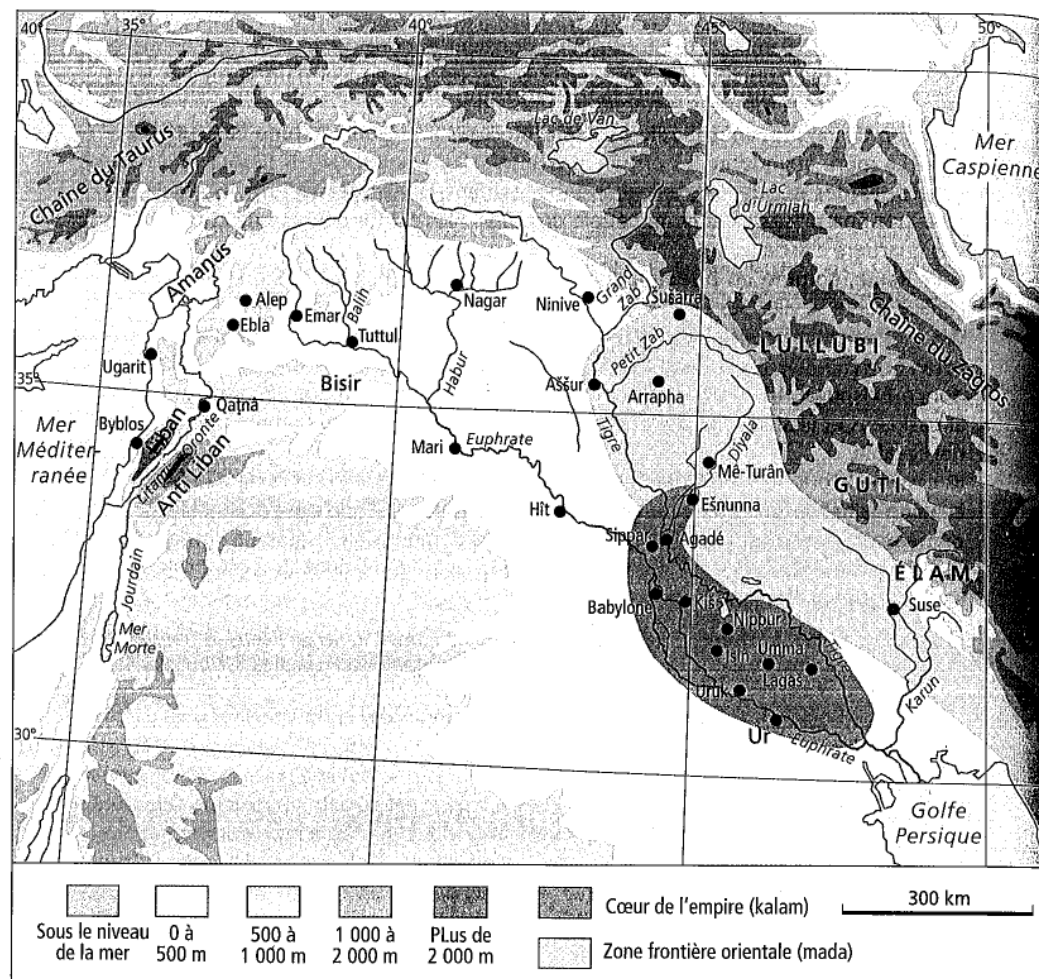 40°
35°
40°
45°
50°
Lac de Van
Mer
Caspienne
Lac
d'Urmiah
Chaîne du Taurus
Amanus
Alep
Ebla
Emar
Balih
Tuttul
Nagar
Habur
Ninive
Grand
Zab
Šušarra
Petit Zab
LULLUBI
Chaîne du Zagros
Ugarit
Bisir
Aššur
Arrapha
35°
Qaṭna
Byblos
Liban
Oronte
Litani
Anti Liban
Mer
Méditer-
ranée
Mari
Euphrate
Tigre
Diyala
Mê-Turân
GUTI
Ešnunna
Hît
Sippar
Agadé
ÉLAM
Jourdain
Babylone
Kiš
Suse
Nippur
Mer
Morte
Isin
Umma
Tigre
Lagas
Uruk
Karun
30°
Ur
Euphrate
Golfe
Persique
Sous le niveau
de la mer
0 à
500 m
500 à
1 000 m
1 000 à
2 000 m
PLus de
2 000 m
Cœur de l'empire (kalam)
Zone frontière orientale (mada)
300 km